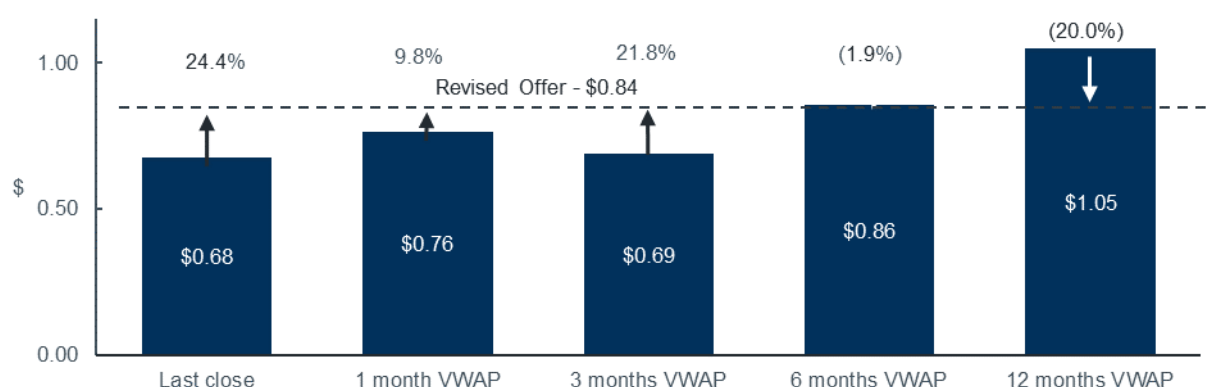 (20.0%)
24.4%
9.8%
21.8%
(1.9%)
1.00
Revised Offer - $0.84
$
0.50
$0.68
$0.76
$0.69
$0.86
$1.05
0.00
Last close
1 month VWAP
3 months VWAP
6 months VWAP
12 months VWAP